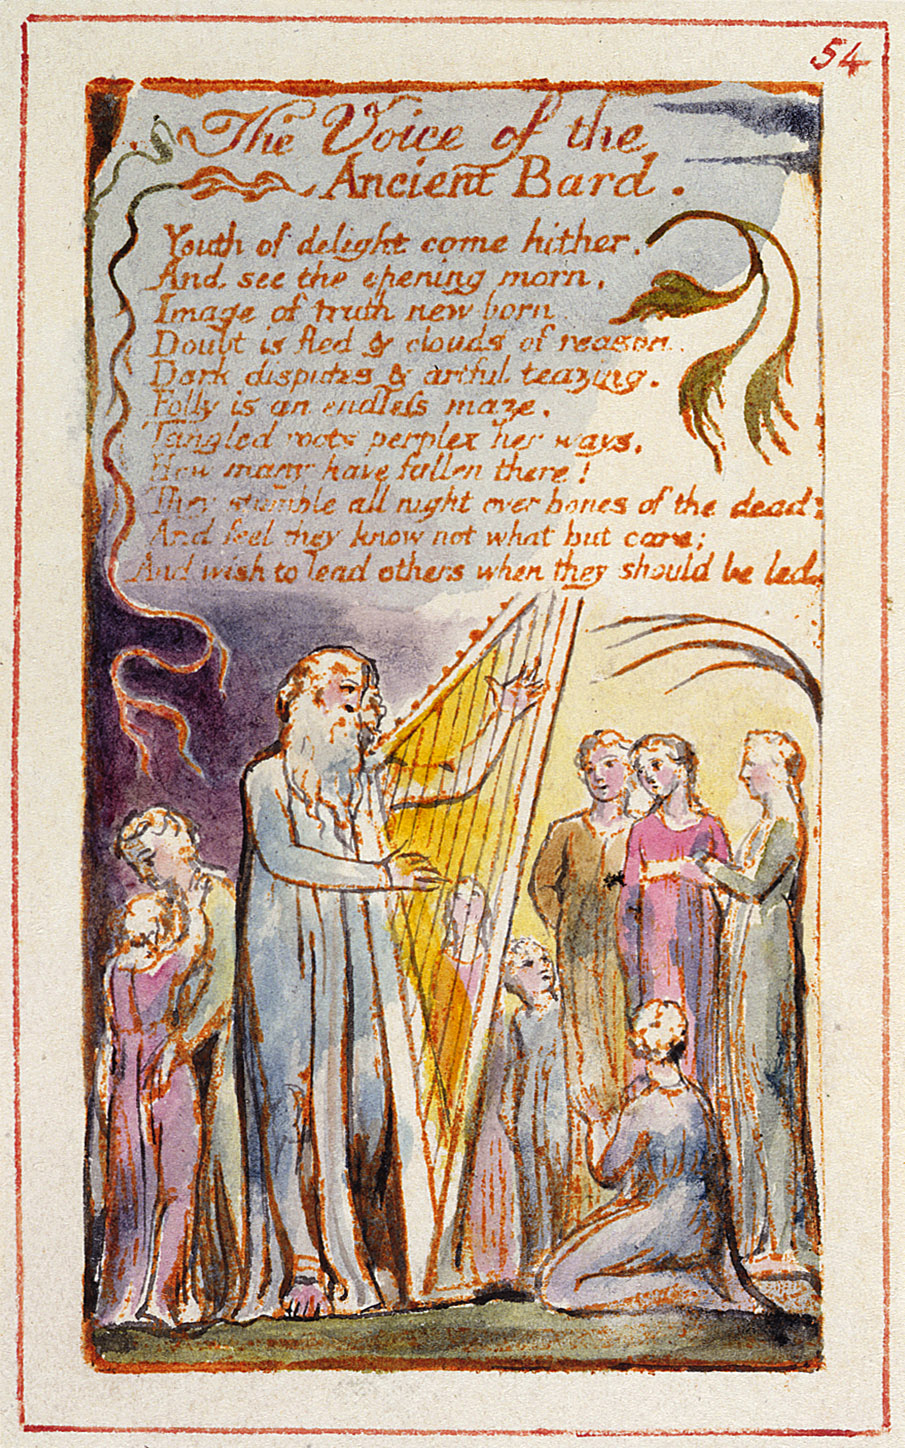 54
The Voice of the
Ancient Bard.
Youth of delight come hither.
And see the opening morn,
Image of truth new born
Doubt is fled & clouds of reason.
Dark disputes & artful teazing.
Folly is an endleſs maze.
Tangled roots perplex her ways,
How many have fallen there!
They stumble all night over bones of the dead;
And feel they know not what but care;
And wish to lead others when they should be led.